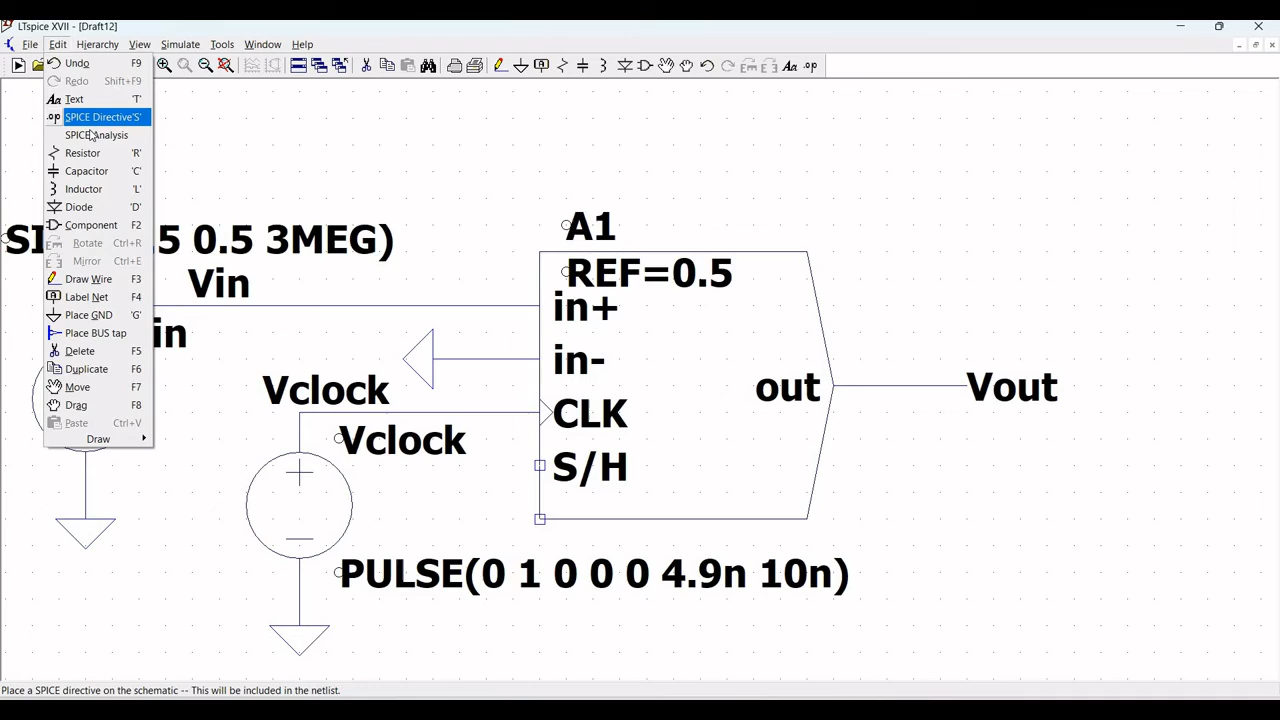 LTspice XVII - [Draft12]
File Edit Hierarchy View Simulate Tools Window Help
Undo F9
Redo Shift+F9
Text 'T'
SPICE Directive'S'
SPICE Analysis
Resistor 'R'
Capacitor 'C'
Inductor 'L'
Diode 'D'
Component F2
Rotate Ctrl+R
Mirror Ctrl+E
Draw Wire F3
Label Net F4
Place GND 'G'
Place BUS tap
Delete F5
Duplicate F6
Move F7
Drag F8
Paste Ctrl+V
Draw
5 0.5 3MEG)
Vin
in
Vclock
Vclock
PULSE(0 1 0 0 0 4.9n 10n)
A1
REF=0.5
in+
in-
CLK
S/H
out
Vout
Place a SPICE directive on the schematic -- This will be included in the netlist.